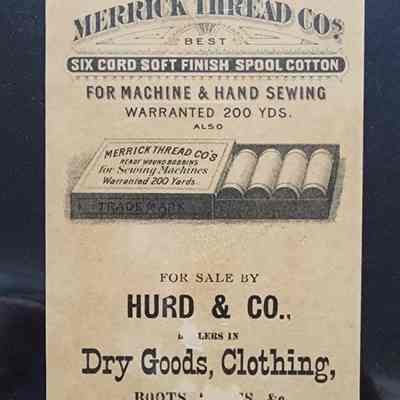 MERRICK THREAD COS.
BEST
SIX CORD SOFT FINISH SPOOL COTTON
FOR MACHINE & HAND SEWING
WARRANTED 200 YDS.
ALSO
MERRICK THREAD CO'S
READY WOUND BOBBINS
for Sewing Machines
Warranted 200 Yards.
TRADE MARK
FOR SALE BY
HURD & CO.,
IN
Dry Goods, Clothing,
BOOTS &c